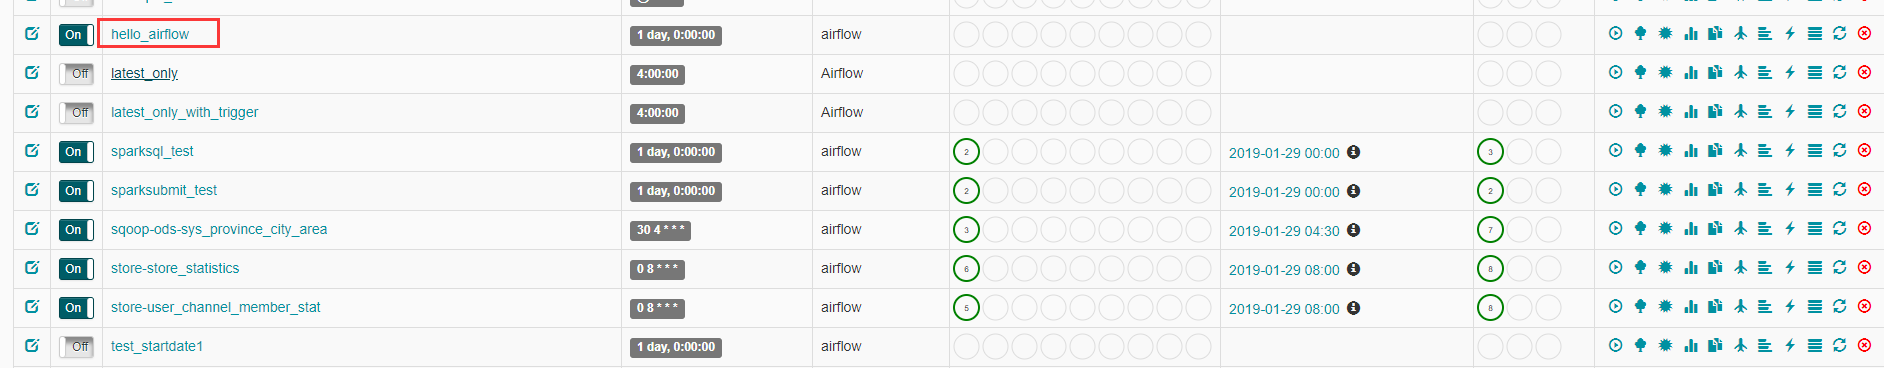 On hello_airflow 1 day, 0:00:00 airflow
Off latest_only 4:00:00 Airflow
Off latest_only_with_trigger 4:00:00 Airflow
On sparksql_test 1 day, 0:00:00 airflow 2 2019-01-29 00:00 3
On sparksubmit_test 1 day, 0:00:00 airflow 2 2019-01-29 00:00 2
On sqoop-ods-sys_province_city_area 30 4 * * * airflow 3 2019-01-29 04:30 7
On store-store_statistics 0 8 * * * airflow 6 2019-01-29 08:00 8
On store-user_channel_member_stat 0 8 * * * airflow 5 2019-01-29 08:00 8
Off test_startdate1 1 day, 0:00:00 airflow